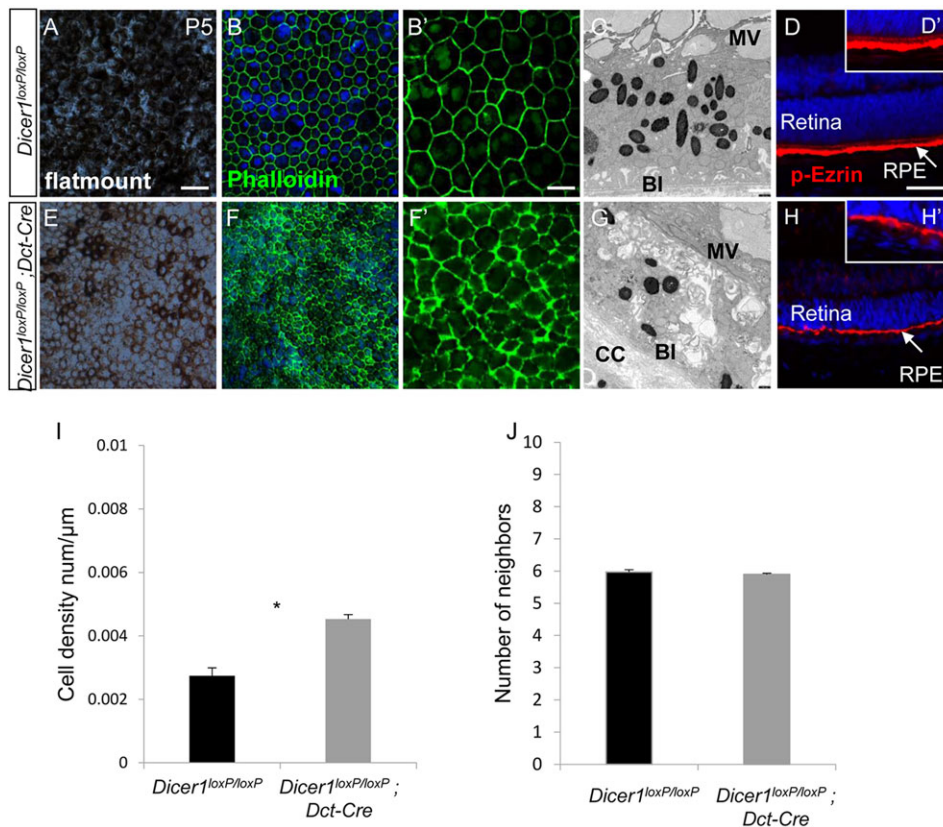 Dicer1loxP/loxP
A P5
flatmount
B
Phalloidin
B'
C MV
BI
D D'
Retina
RPE
p-Ezrin
Dicer1loxP/loxP ;Dct-Cre
E
F
F'
G
MV
CC BI
H H'
Retina
RPE
I
Cell density num/µm
0.01
0.008
0.006
0.004
0.002
0
*
Dicer1loxP/loxP
Dicer1loxP/loxP ;
Dct-Cre
J
Number of neighbors
10
9
8
7
6
5
4
3
2
1
0
Dicer1loxP/loxP
Dicer1loxP/loxP ;
Dct-Cre